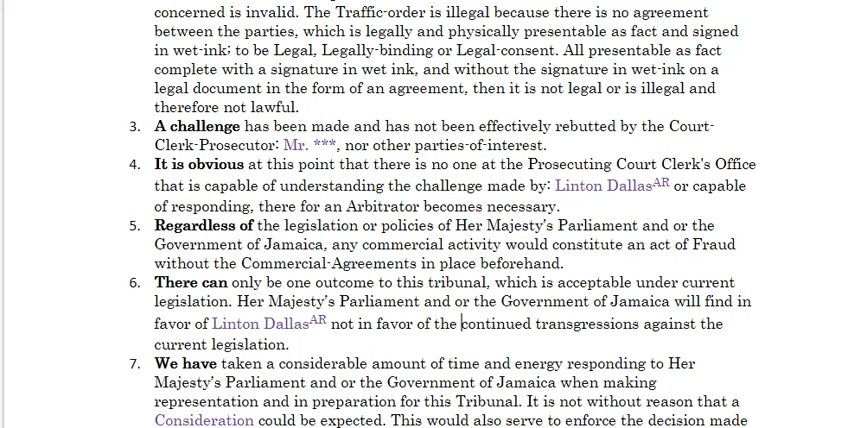 concerned is invalid. The Traffic-order is illegal because there is no agreement
between the parties, which is legally and physically presentable as fact and signed
in wet-ink; to be Legal, Legally-binding or Legal-consent. All presentable as fact
complete with a signature in wet ink, and without the signature in wet-ink on a
legal document in the form of an agreement, then it is not legal or is illegal and
therefore not lawful.
3. A challenge has been made and has not been effectively rebutted by the Court-
Clerk-Prosecutor: Mr. ***, nor other parties-of-interest.
4. It is obvious at this point that there is no one at the Prosecuting Court Clerk's Office
that is capable of understanding the challenge made by: Linton DallasAR or capable
of responding, there for an Arbitrator becomes necessary.
5. Regardless of the legislation or policies of Her Majesty's Parliament and or the
Government of Jamaica, any commercial activity would constitute an act of Fraud
without the Commercial-Agreements in place beforehand.
6. There can only be one outcome to this tribunal, which is acceptable under current
legislation. Her Majesty's Parliament and or the Government of Jamaica will find in
favor of Linton DallasAR not in favor of the continued transgressions against the
current legislation.
7. We have taken a considerable amount of time and energy responding to Her
Majesty's Parliament and or the Government of Jamaica when making
representation and in preparation for this Tribunal. It is not without reason that a
Consideration could be expected. This would also serve to enforce the decision made